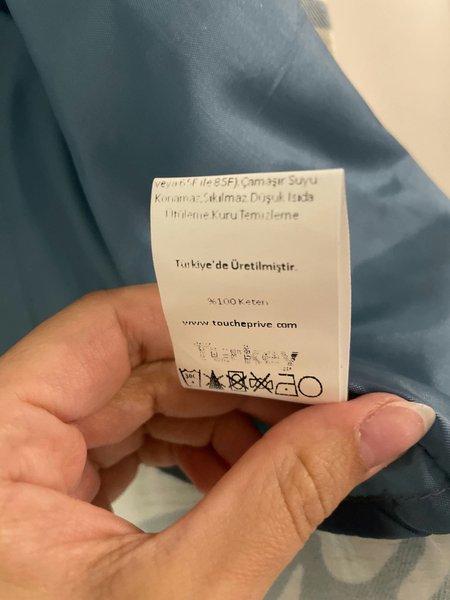 veya 65F ile 85F). Çamaşır Suyu
Konamaz,Sıkılmaz.Düşük Isıda
Ütüleme.Kuru Temizleme
Türkiye'de Üretilmiştir.
%100 Keten
www.toucheprive.com
Turkey